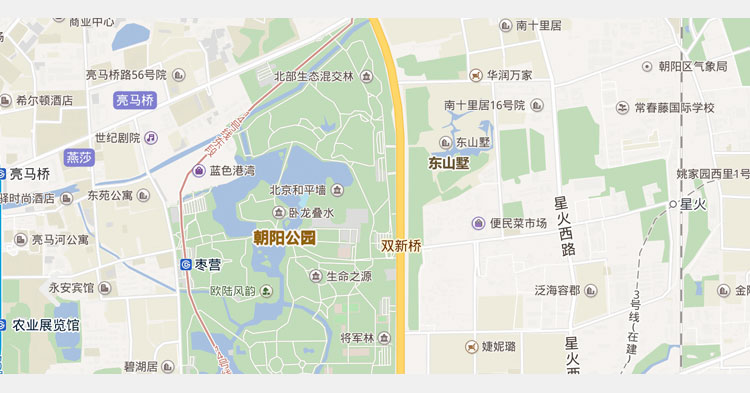 商业中心
南十里居
亮马桥路56号院
北部生态混交林
华润万家
朝阳区气象局
希尔顿酒店
亮马桥
南十里居16号院
常春藤国际学校
世纪剧院
东山墅
燕莎
东山墅
亮马桥
蓝色港湾
姚家园西里1号
驿时尚酒店
东苑公寓
北京和平墙
星火
卧龙叠水
便民菜市场
星火西路
亮马河公寓
朝阳公园
双新桥
枣营
生命之源
永安宾馆
欧陆风韵
泛海容郡
金隅
3号线(在建)
农业展览馆
将军林
星火西路
婕妮璐
碧湖居